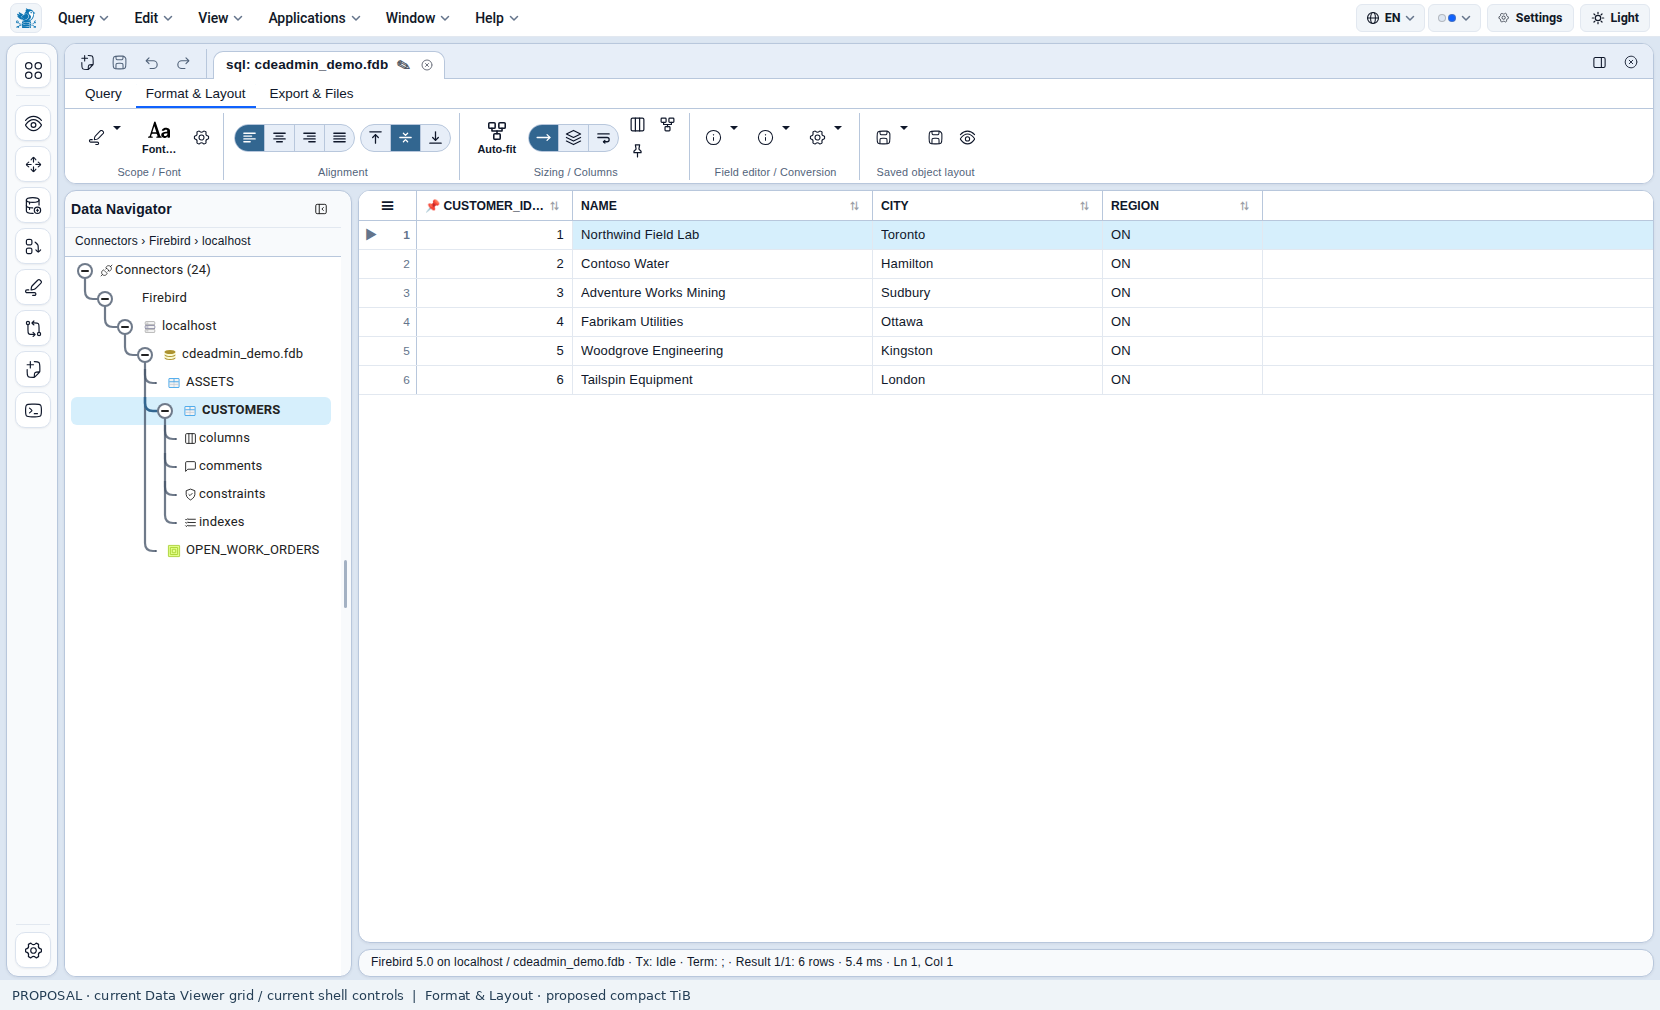 Query Edit View Applications Window Help EN Settings Light
sql: cdeadmin_demo.fdb
Query Format & Layout Export & Files
Aa
Font...
Scope / Font
Alignment
Auto-fit
Sizing / Columns
Field editor / Conversion
Saved object layout
Data Navigator
Connectors › Firebird › localhost
Connectors (24)
Firebird
localhost
cdeadmin_demo.fdb
ASSETS
CUSTOMERS
columns
comments
constraints
indexes
OPEN_WORK_ORDERS
CUSTOMER_ID... NAME CITY REGION
1 1 Northwind Field Lab Toronto ON
2 2 Contoso Water Hamilton ON
3 3 Adventure Works Mining Sudbury ON
4 4 Fabrikam Utilities Ottawa ON
5 5 Woodgrove Engineering Kingston ON
6 6 Tailspin Equipment London ON
Firebird 5.0 on localhost / cdeadmin_demo.fdb · Tx: Idle · Term: ; · Result 1/1: 6 rows · 5.4 ms · Ln 1, Col 1
PROPOSAL · current Data Viewer grid / current shell controls | Format & Layout · proposed compact TiB